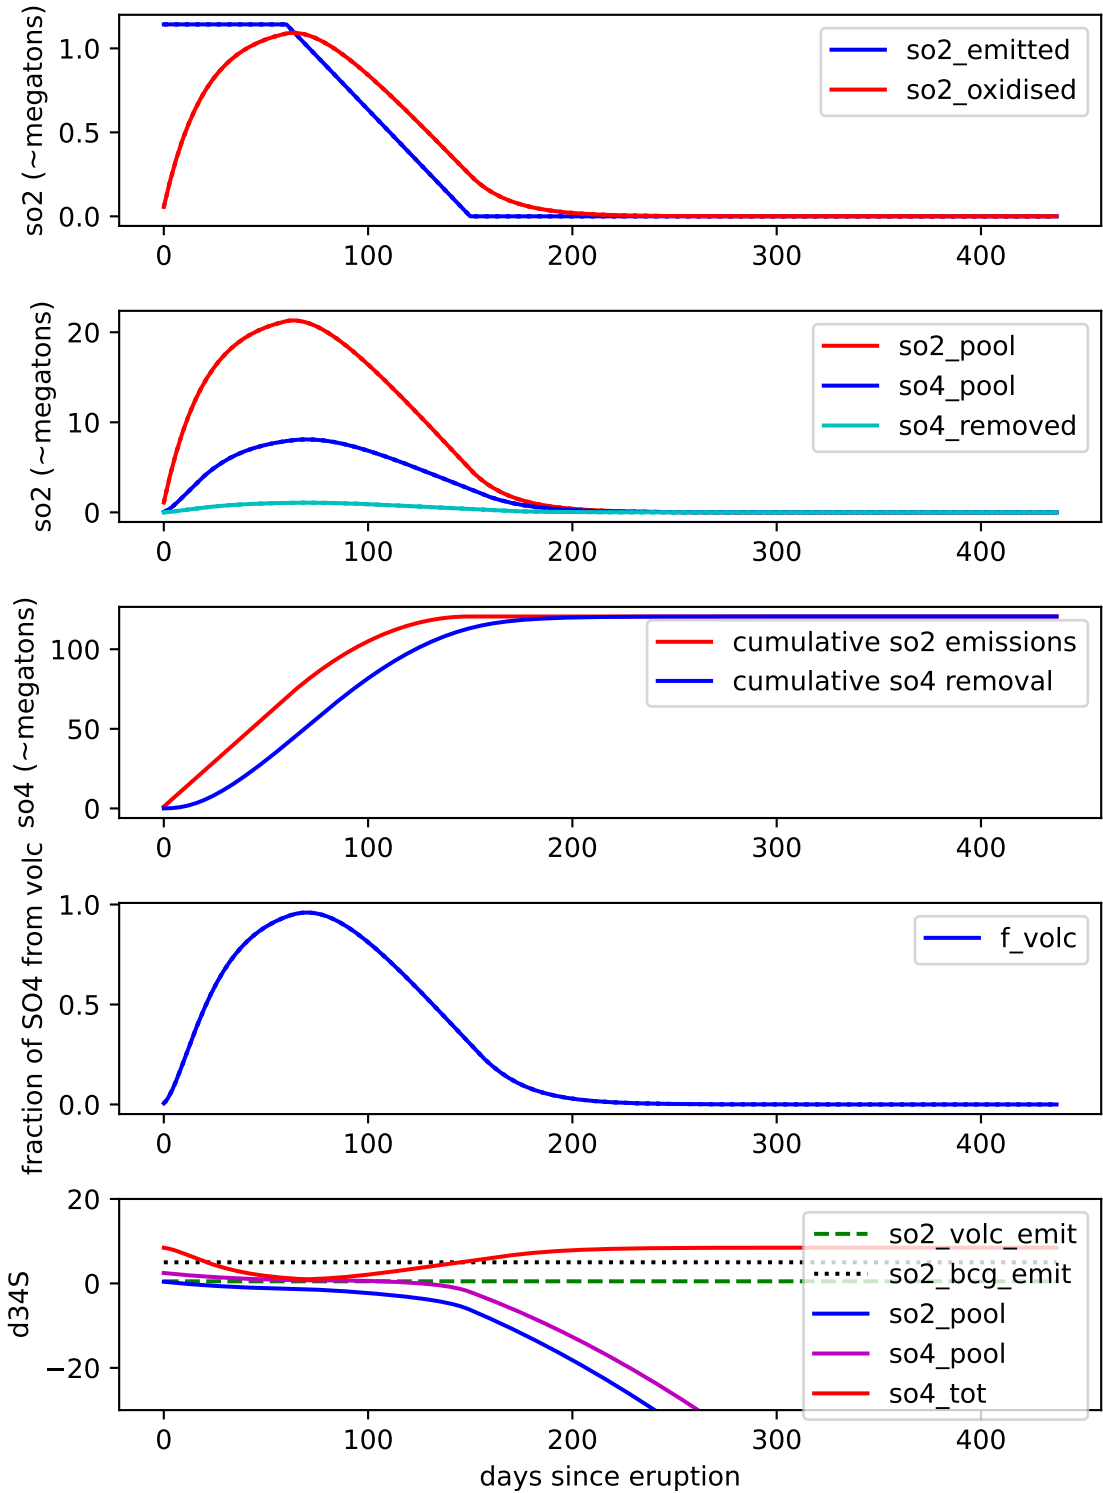 so2 (~megatons)
1.0
0.5
0.0
so2_emitted
so2_oxidised
0 100 200 300 400
so2 (~megatons)
20
10
0
so2_pool
so4_pool
so4_removed
0 100 200 300 400
so4 (~megatons)
100
50
0
cumulative so2 emissions
cumulative so4 removal
0 100 200 300 400
fraction of SO4 from volc
1.0
0.5
0.0
f_volc
0 100 200 300 400
d34S
20
0
−20
so2_volc_emit
so2_bcg_emit
so2_pool
so4_pool
so4_tot
0 100 200 300 400
days since eruption